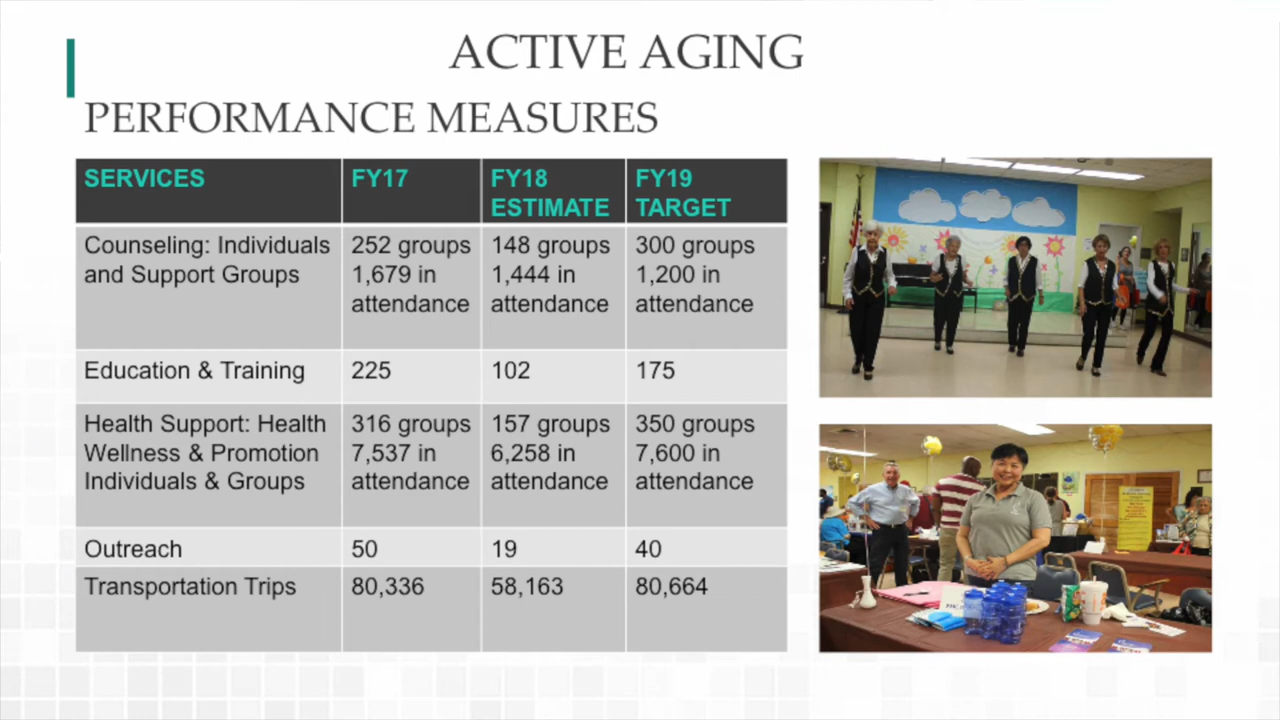 ACTIVE AGING
PERFORMANCE MEASURES
SERVICES
FY17
FY18
ESTIMATE
FY19
TARGET
Counseling: Individuals
and Support Groups
252 groups
1,679 in
attendance
148 groups
1,444 in
attendance
300 groups
1,200 in
attendance
Education & Training
225
102
175
Health Support: Health
Wellness & Promotion
Individuals & Groups
316 groups
7,537 in
attendance
157 groups
6,258 in
attendance
350 groups
7,600 in
attendance
Outreach
50
19
40
Transportation Trips
80,336
58,163
80,664